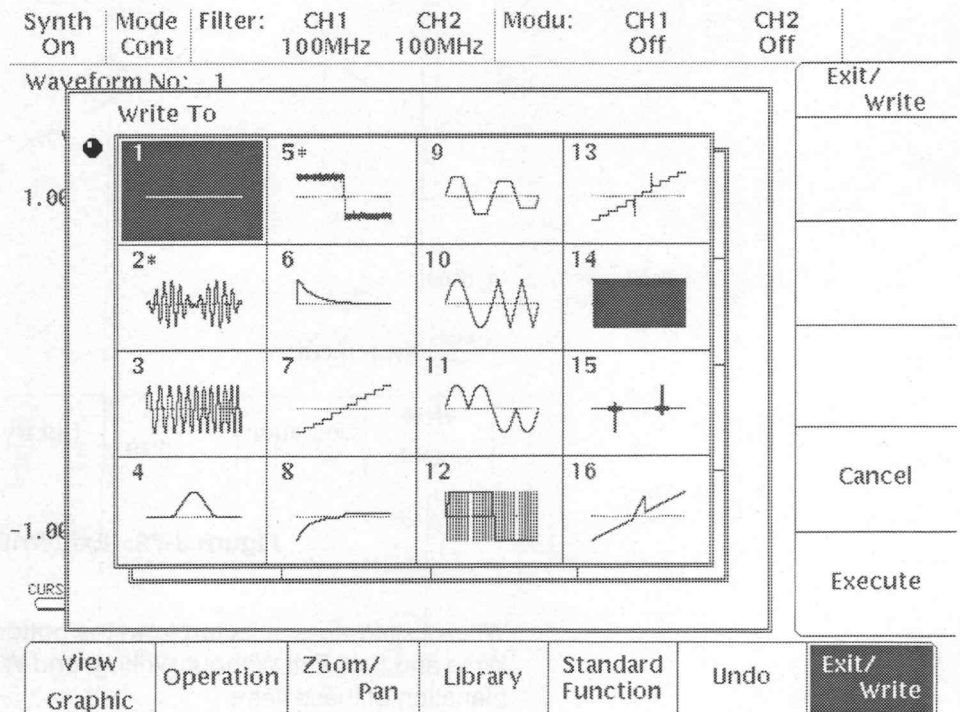 Synth Mode Filter: CH1 CH2 Modu: CH1 CH2
On Cont 100MHz 100MHz Off Off
Waveform No: 1
Exit/
Write
Write To
1 5* 9 13
1.00
2* 6 10 14
3 7 11 15
4 8 12 16
Cancel
-1.00
CURS
Execute
View
Graphic
Operation
Zoom/
Pan
Library
Standard
Function
Undo
Exit/
Write